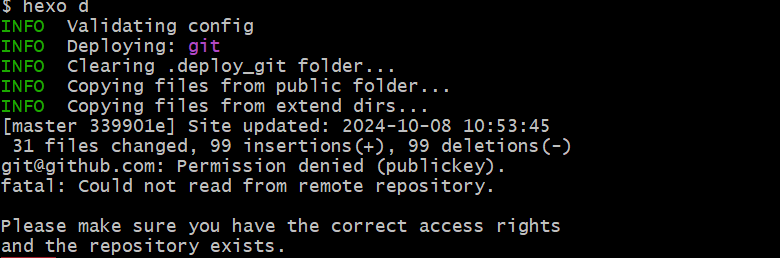 $ hexo d
INFO  Validating config
INFO  Deploying: git
INFO  Clearing .deploy_git folder...
INFO  Copying files from public folder...
INFO  Copying files from extend dirs...
[master 339901e] Site updated: 2024-10-08 10:53:45
 31 files changed, 99 insertions(+), 99 deletions(-)
git@github.com: Permission denied (publickey).
fatal: Could not read from remote repository.

Please make sure you have the correct access rights
and the repository exists.